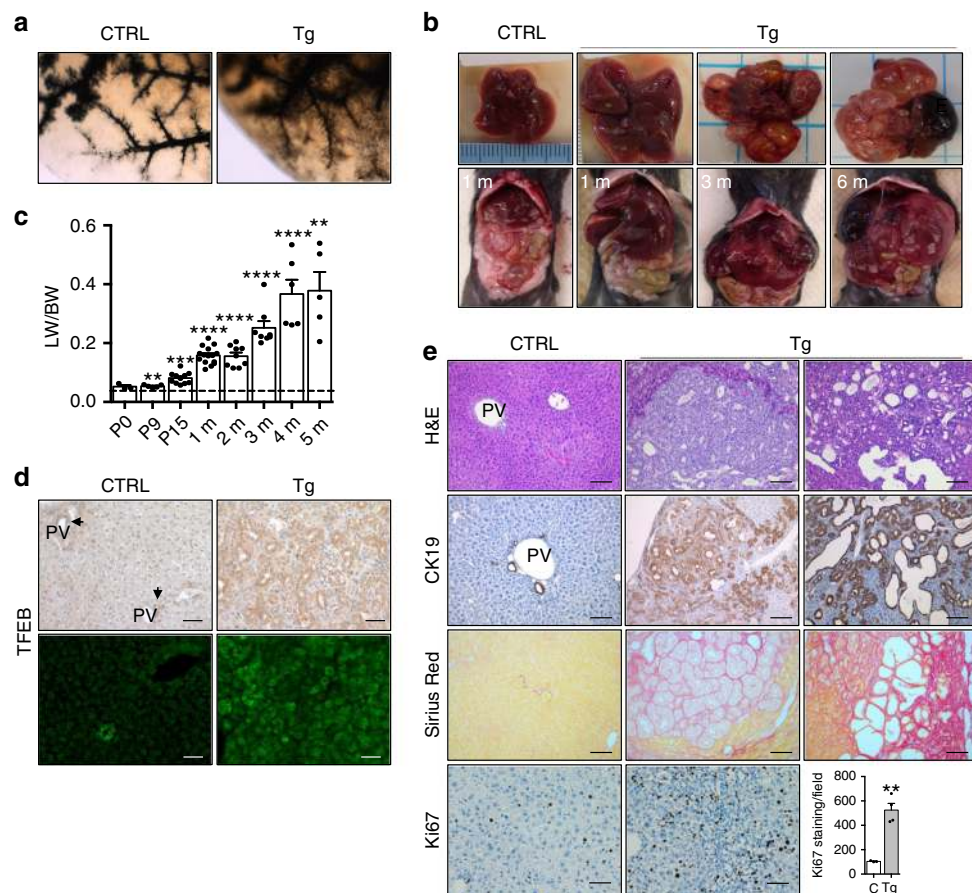 a
CTRL
Tg
b
CTRL
Tg
1 m
1 m
3 m
6 m
c
LW/BW
0.6
0.4
0.2
0.0
**
***
****
****
****
****
**
P0
P9
P15
1 m
2 m
3 m
4 m
5 m
d
CTRL
Tg
TFEB
PV
PV
e
CTRL
Tg
H&E
PV
CK19
PV
Sirius Red
Ki67
Ki67 staining/field
800
600
400
200
0
**
C
Tg